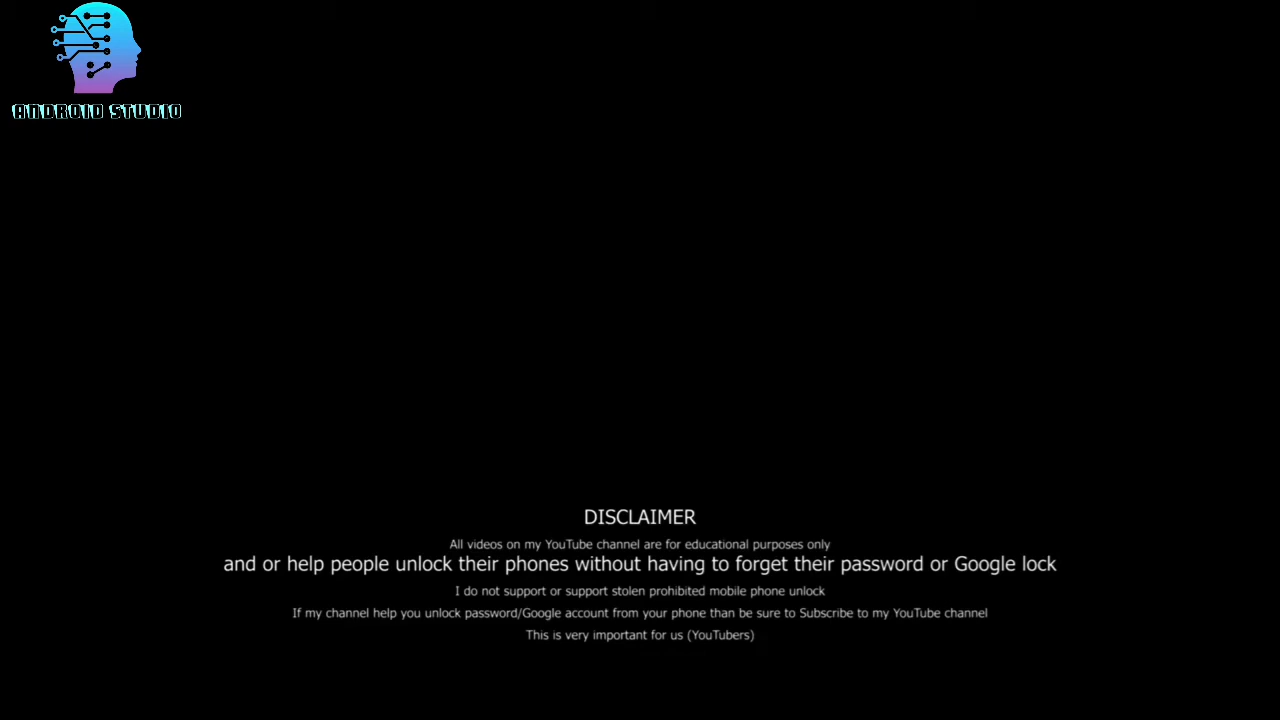 ANDROID STUDIO
DISCLAIMER
All videos on my YouTube channel are for educational purposes only
and or help people unlock their phones without having to forget their password or Google lock
I do not support or support stolen prohibited mobile phone unlock
If my channel help you unlock password/Google account from your phone than be sure to Subscribe to my YouTube channel
This is very important for us (YouTubers)